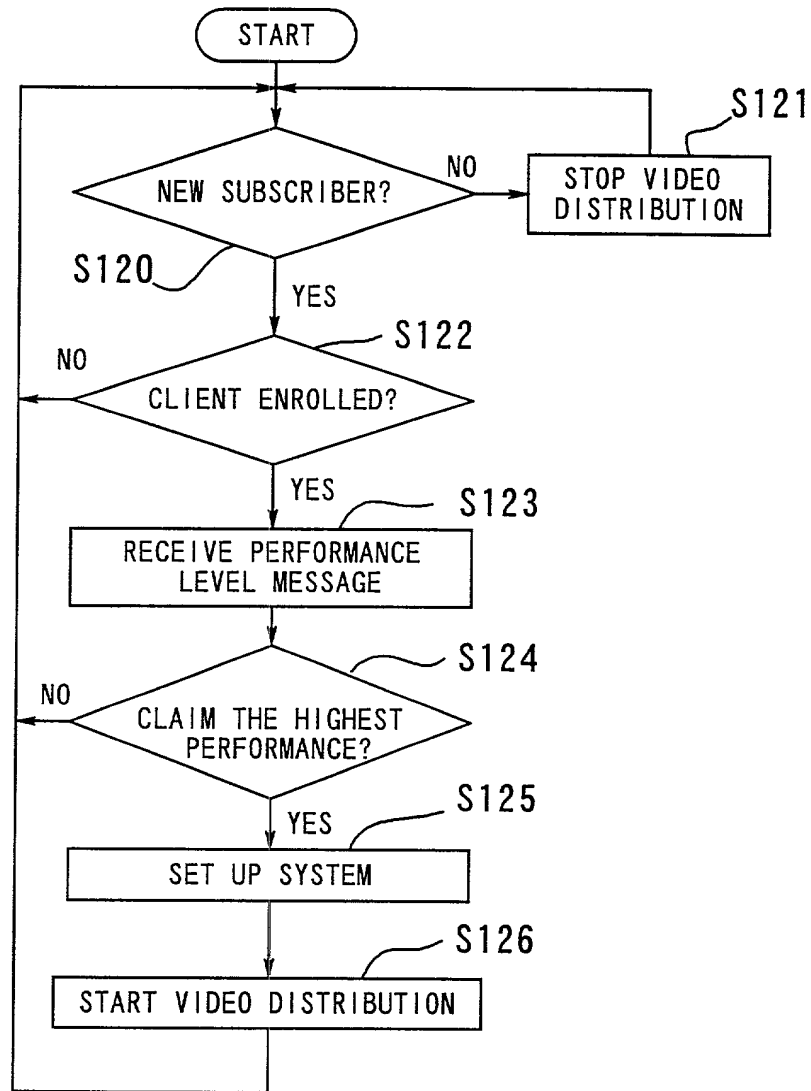 START
S121
NEW SUBSCRIBER?
NO
STOP VIDEO
DISTRIBUTION
S120
YES
S122
NO
CLIENT ENROLLED?
YES
S123
RECEIVE PERFORMANCE
LEVEL MESSAGE
S124
NO
CLAIM THE HIGHEST
PERFORMANCE?
S125
YES
SET UP SYSTEM
S126
START VIDEO DISTRIBUTION